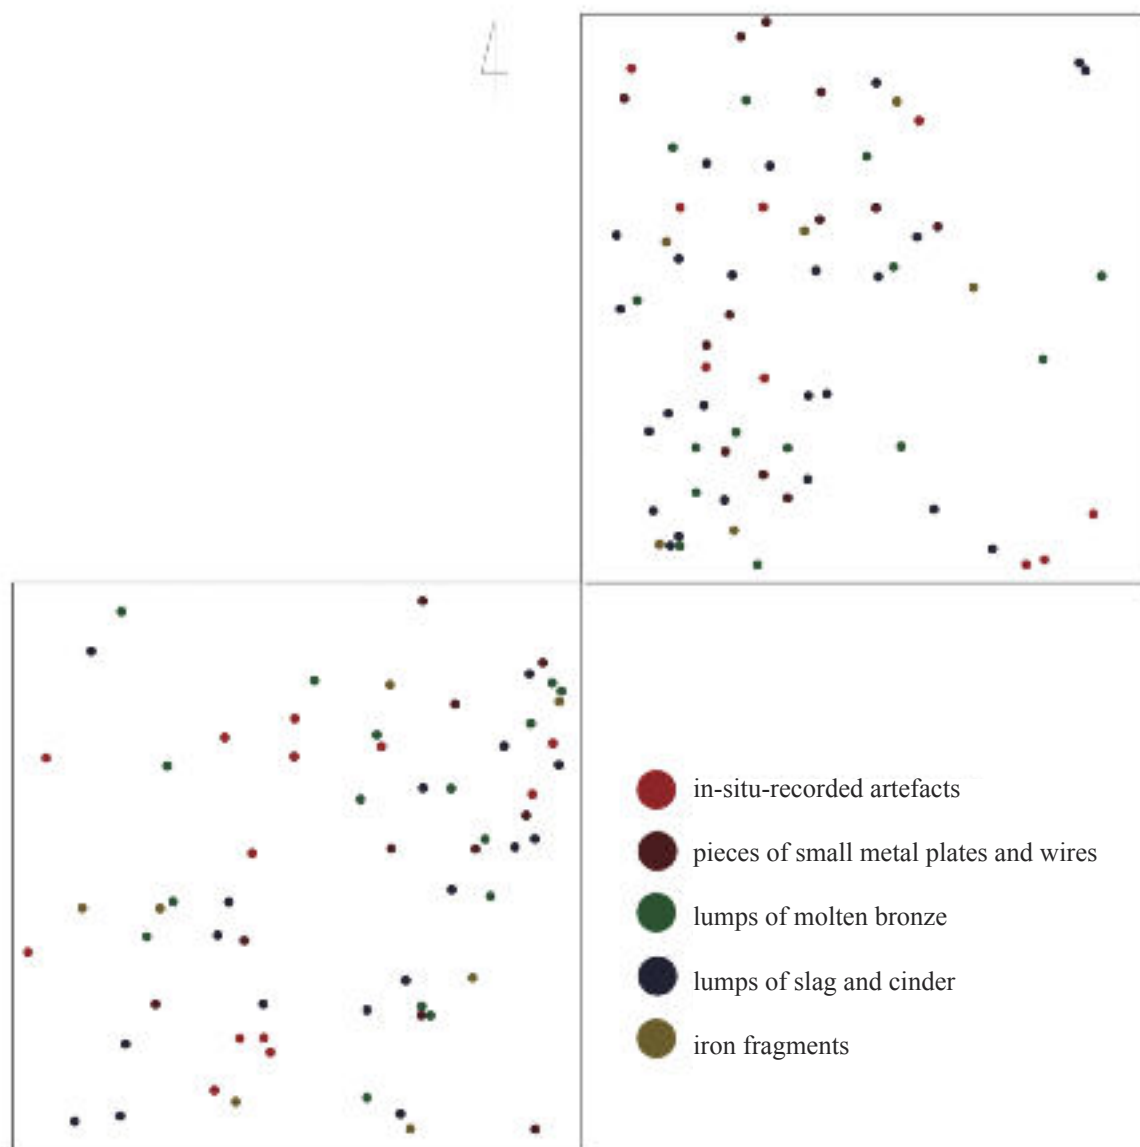 in-situ-recorded artefacts
pieces of small metal plates and wires
lumps of molten bronze
lumps of slag and cinder
iron fragments